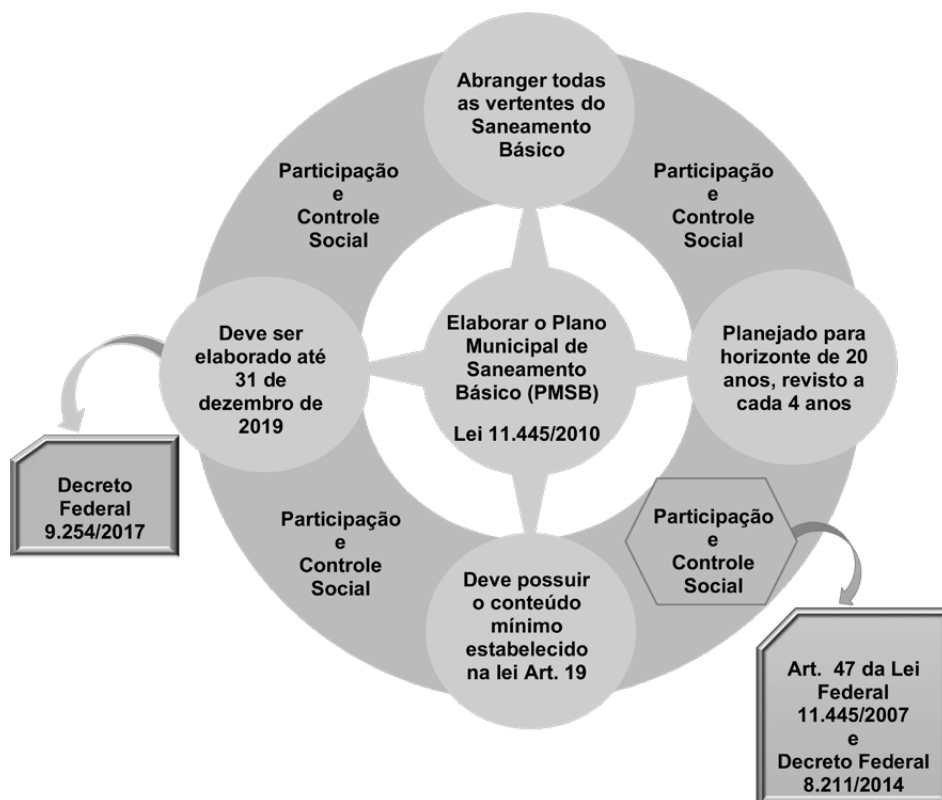 Abranger todas
as vertentes do
Saneamento
Básico
Participação
e
Controle
Social
Participação
e
Controle
Social
Deve ser
elaborado até
31 de
dezembro de
2019
Elaborar o Plano
Municipal de
Saneamento
Básico (PMSB)
Lei 11.445/2010
Planejado para
horizonte de 20
anos, revisto a
cada 4 anos
Decreto
Federal
9.254/2017
Participação
e
Controle
Social
Deve possuir
o conteúdo
mínimo
estabelecido
na lei Art. 19
Participação
e
Controle
Social
Art. 47 da Lei
Federal
11.445/2007
e
Decreto Federal
8.211/2014